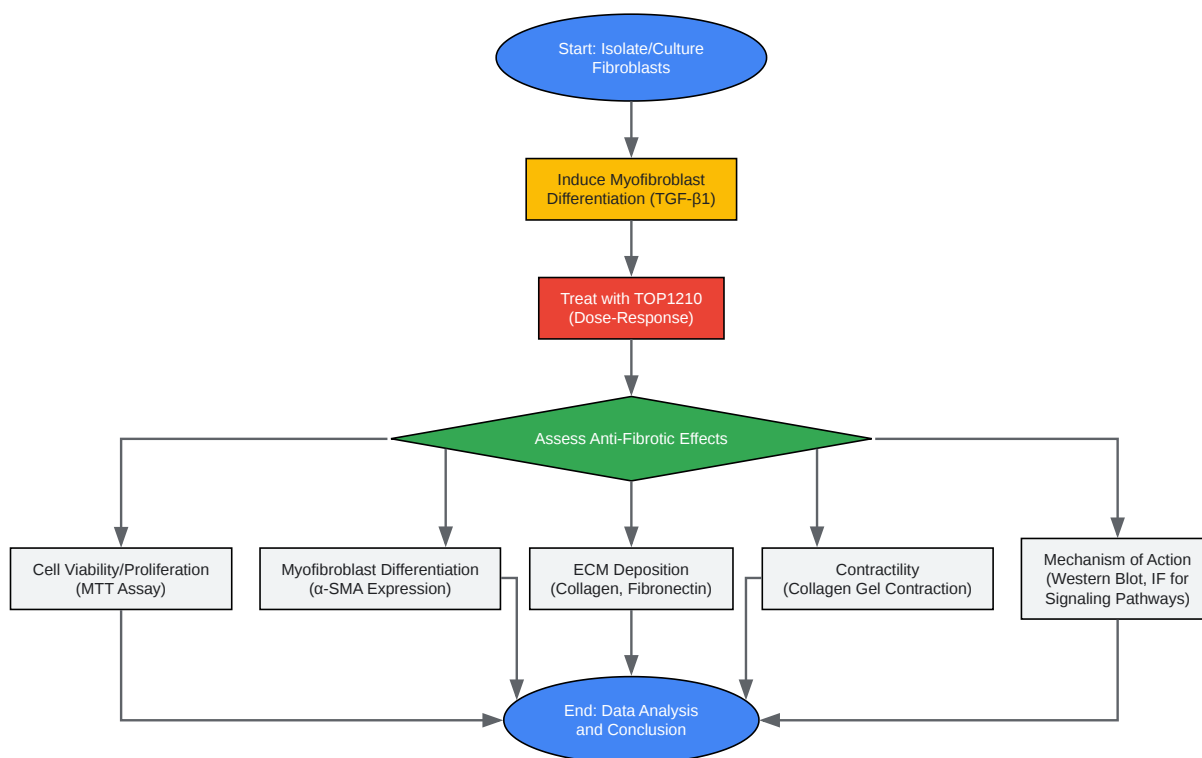 Start: Isolate/Culture
Fibroblasts
Induce Myofibroblast
Differentiation (TGF-β1)
Treat with TOP1210
(Dose-Response)
Assess Anti-Fibrotic Effects
Cell Viability/Proliferation
(MTT Assay)
Myofibroblast Differentiation
(α-SMA Expression)
ECM Deposition
(Collagen, Fibronectin)
Contractility
(Collagen Gel Contraction)
Mechanism of Action
(Western Blot, IF for
Signaling Pathways)
End: Data Analysis
and Conclusion